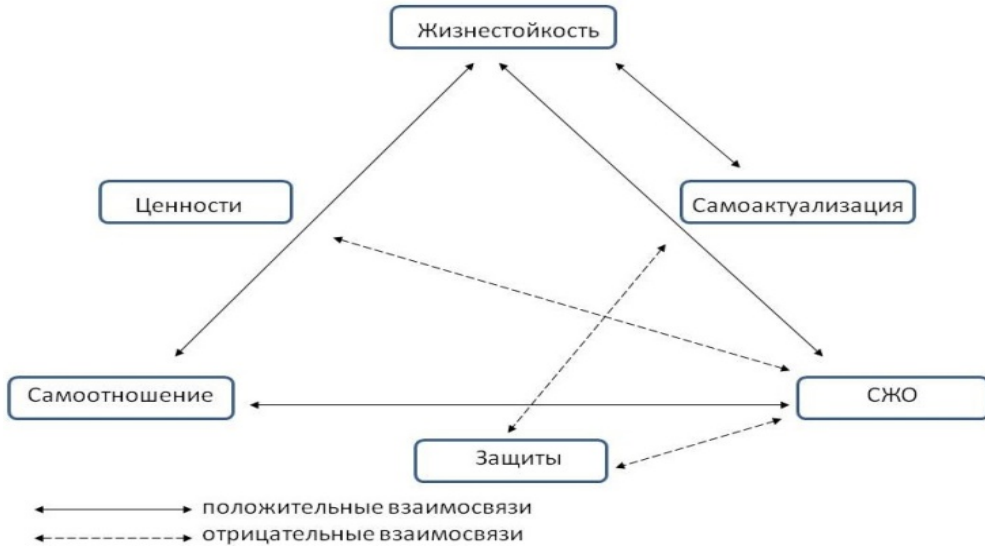 Жизнестойкость
Ценности
Самоактуализация
Самоотношение
СЖО
Защиты
положительные взаимосвязи
отрицательные взаимосвязи